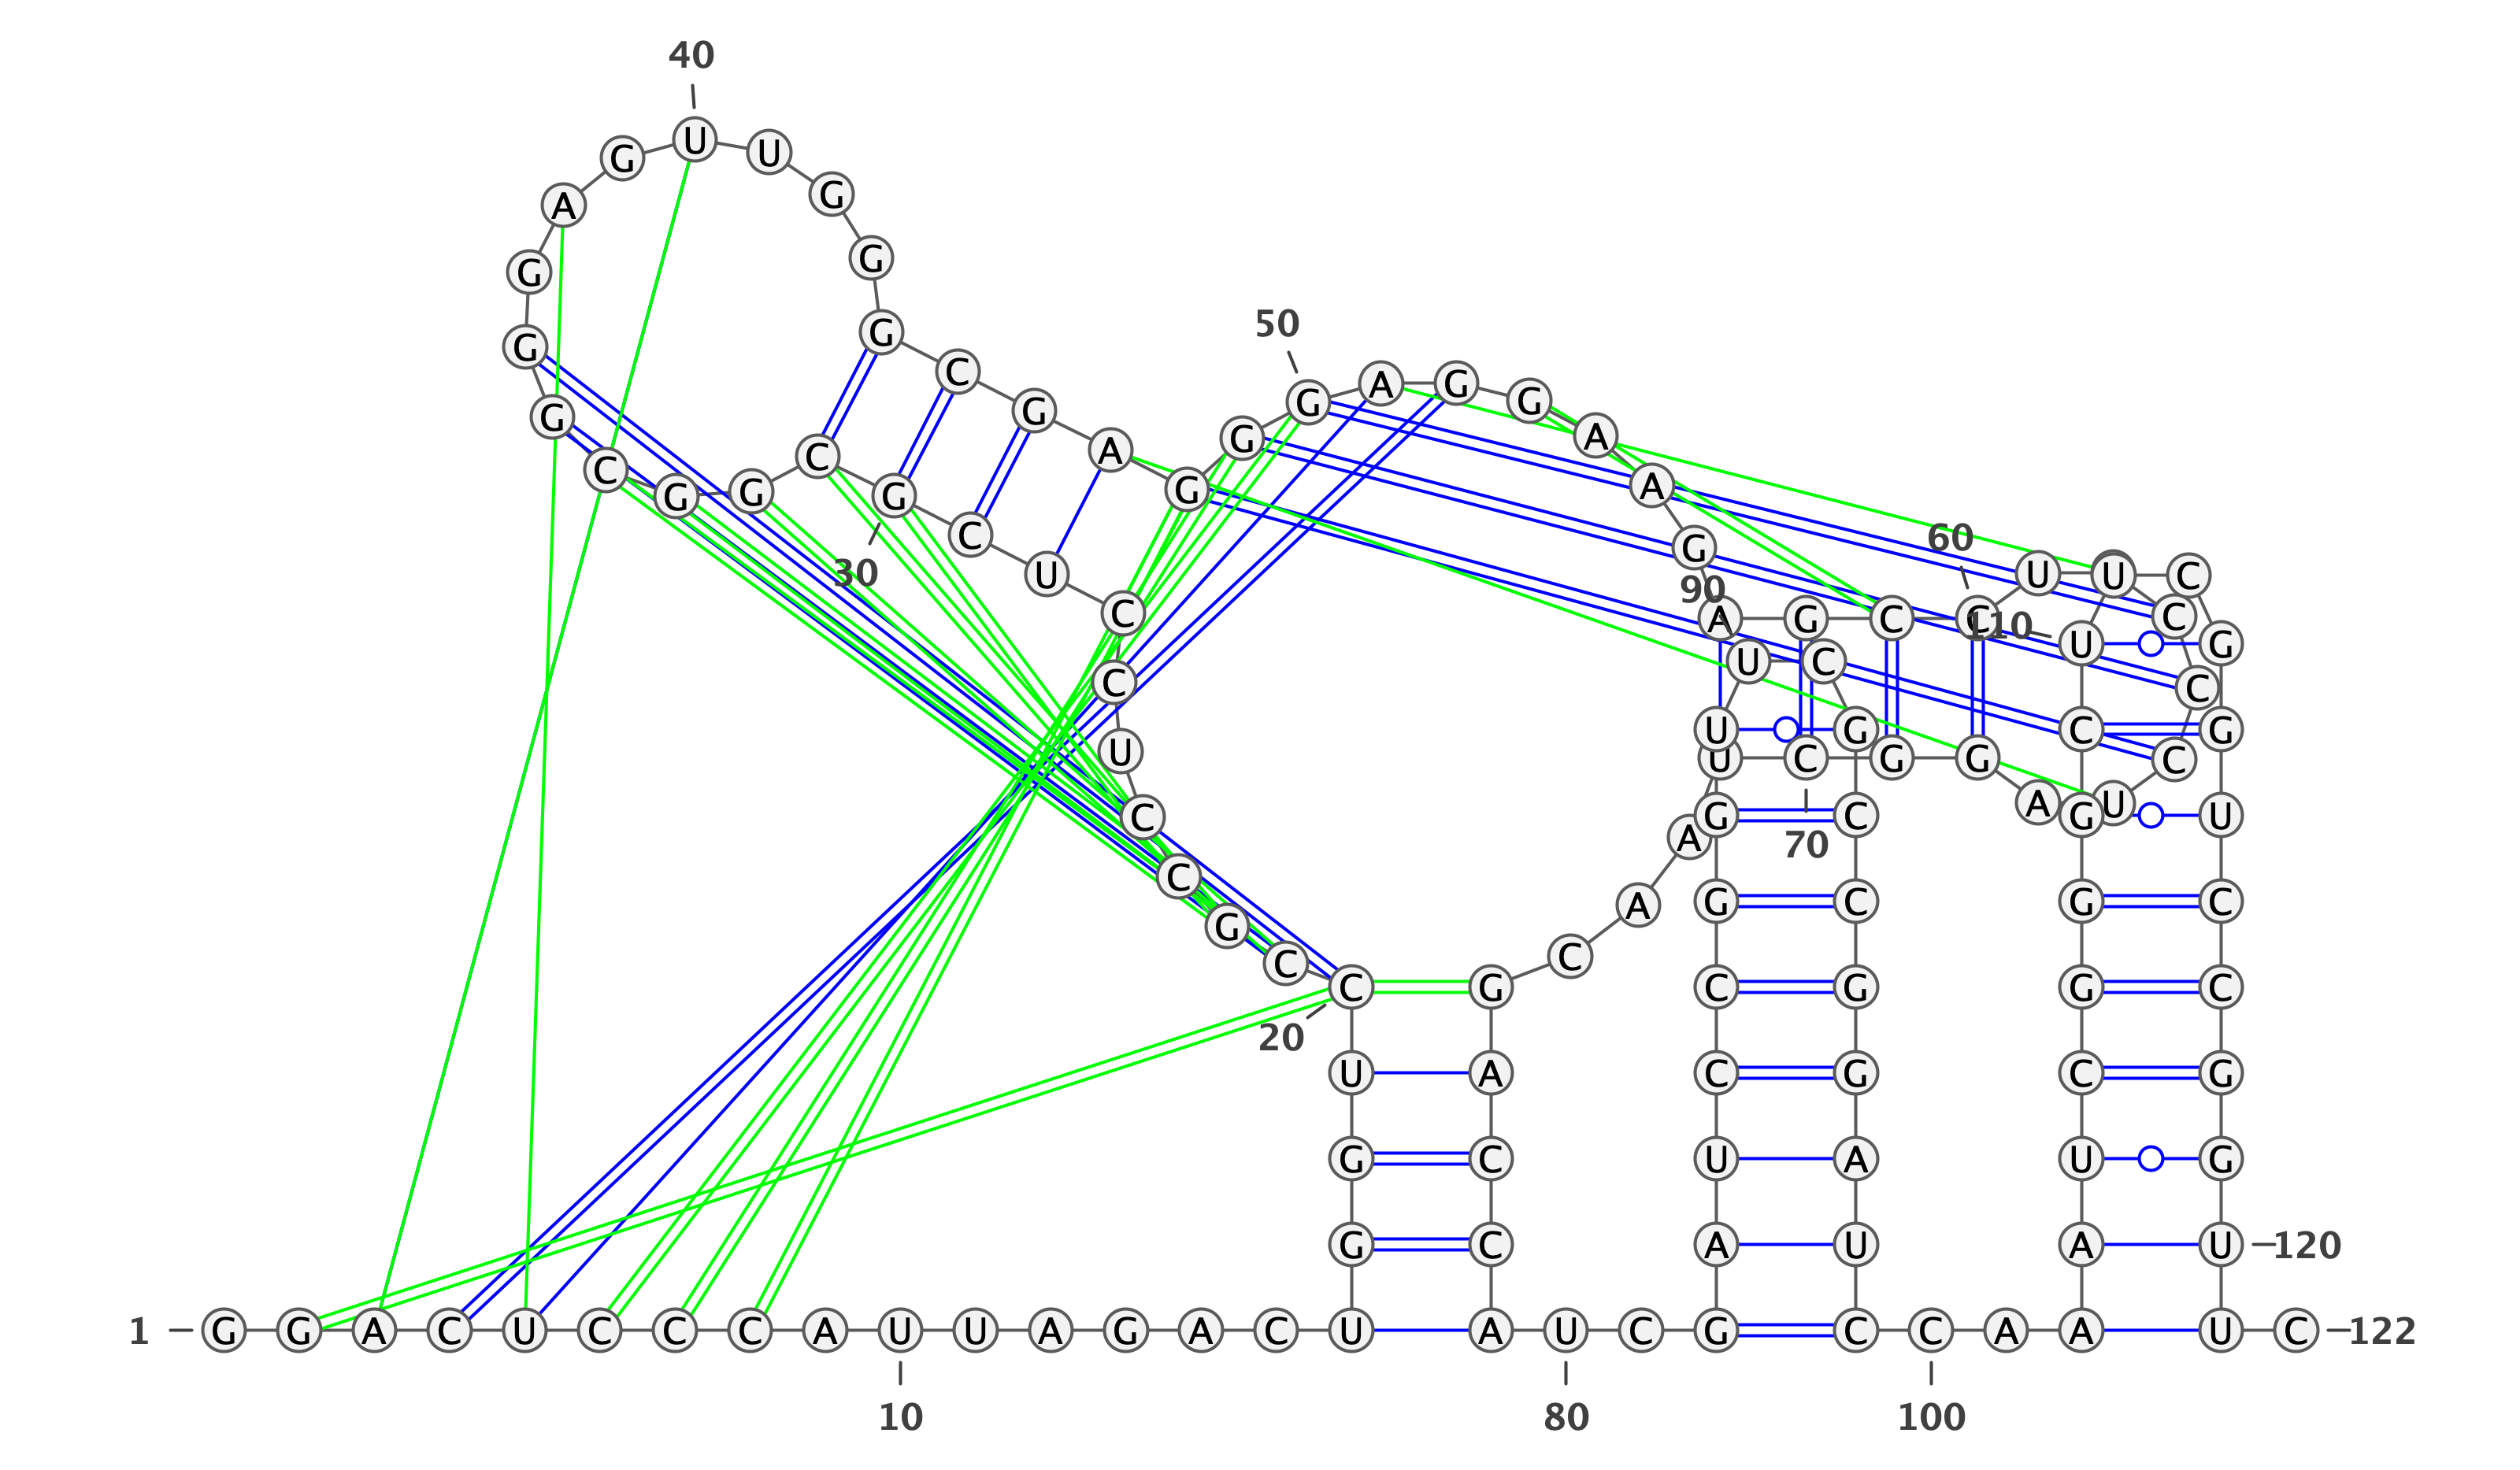 40
G U U
A G
G G
50
G G
C A G
G G G G
C A G A
C G G G G A
60
C G
30 90 U U C
C A G C C 110 C
U C U G
C C
U G C G
U U C G G C
C G C A G U U
A 70
C A G C G C
G
C C
C G C G G C
20
U A C G C G
G C U A U G
G C A U A U 120
1 G G A C U C C C A U U A G A C U A U C G C C A A U C 122
10 80 100